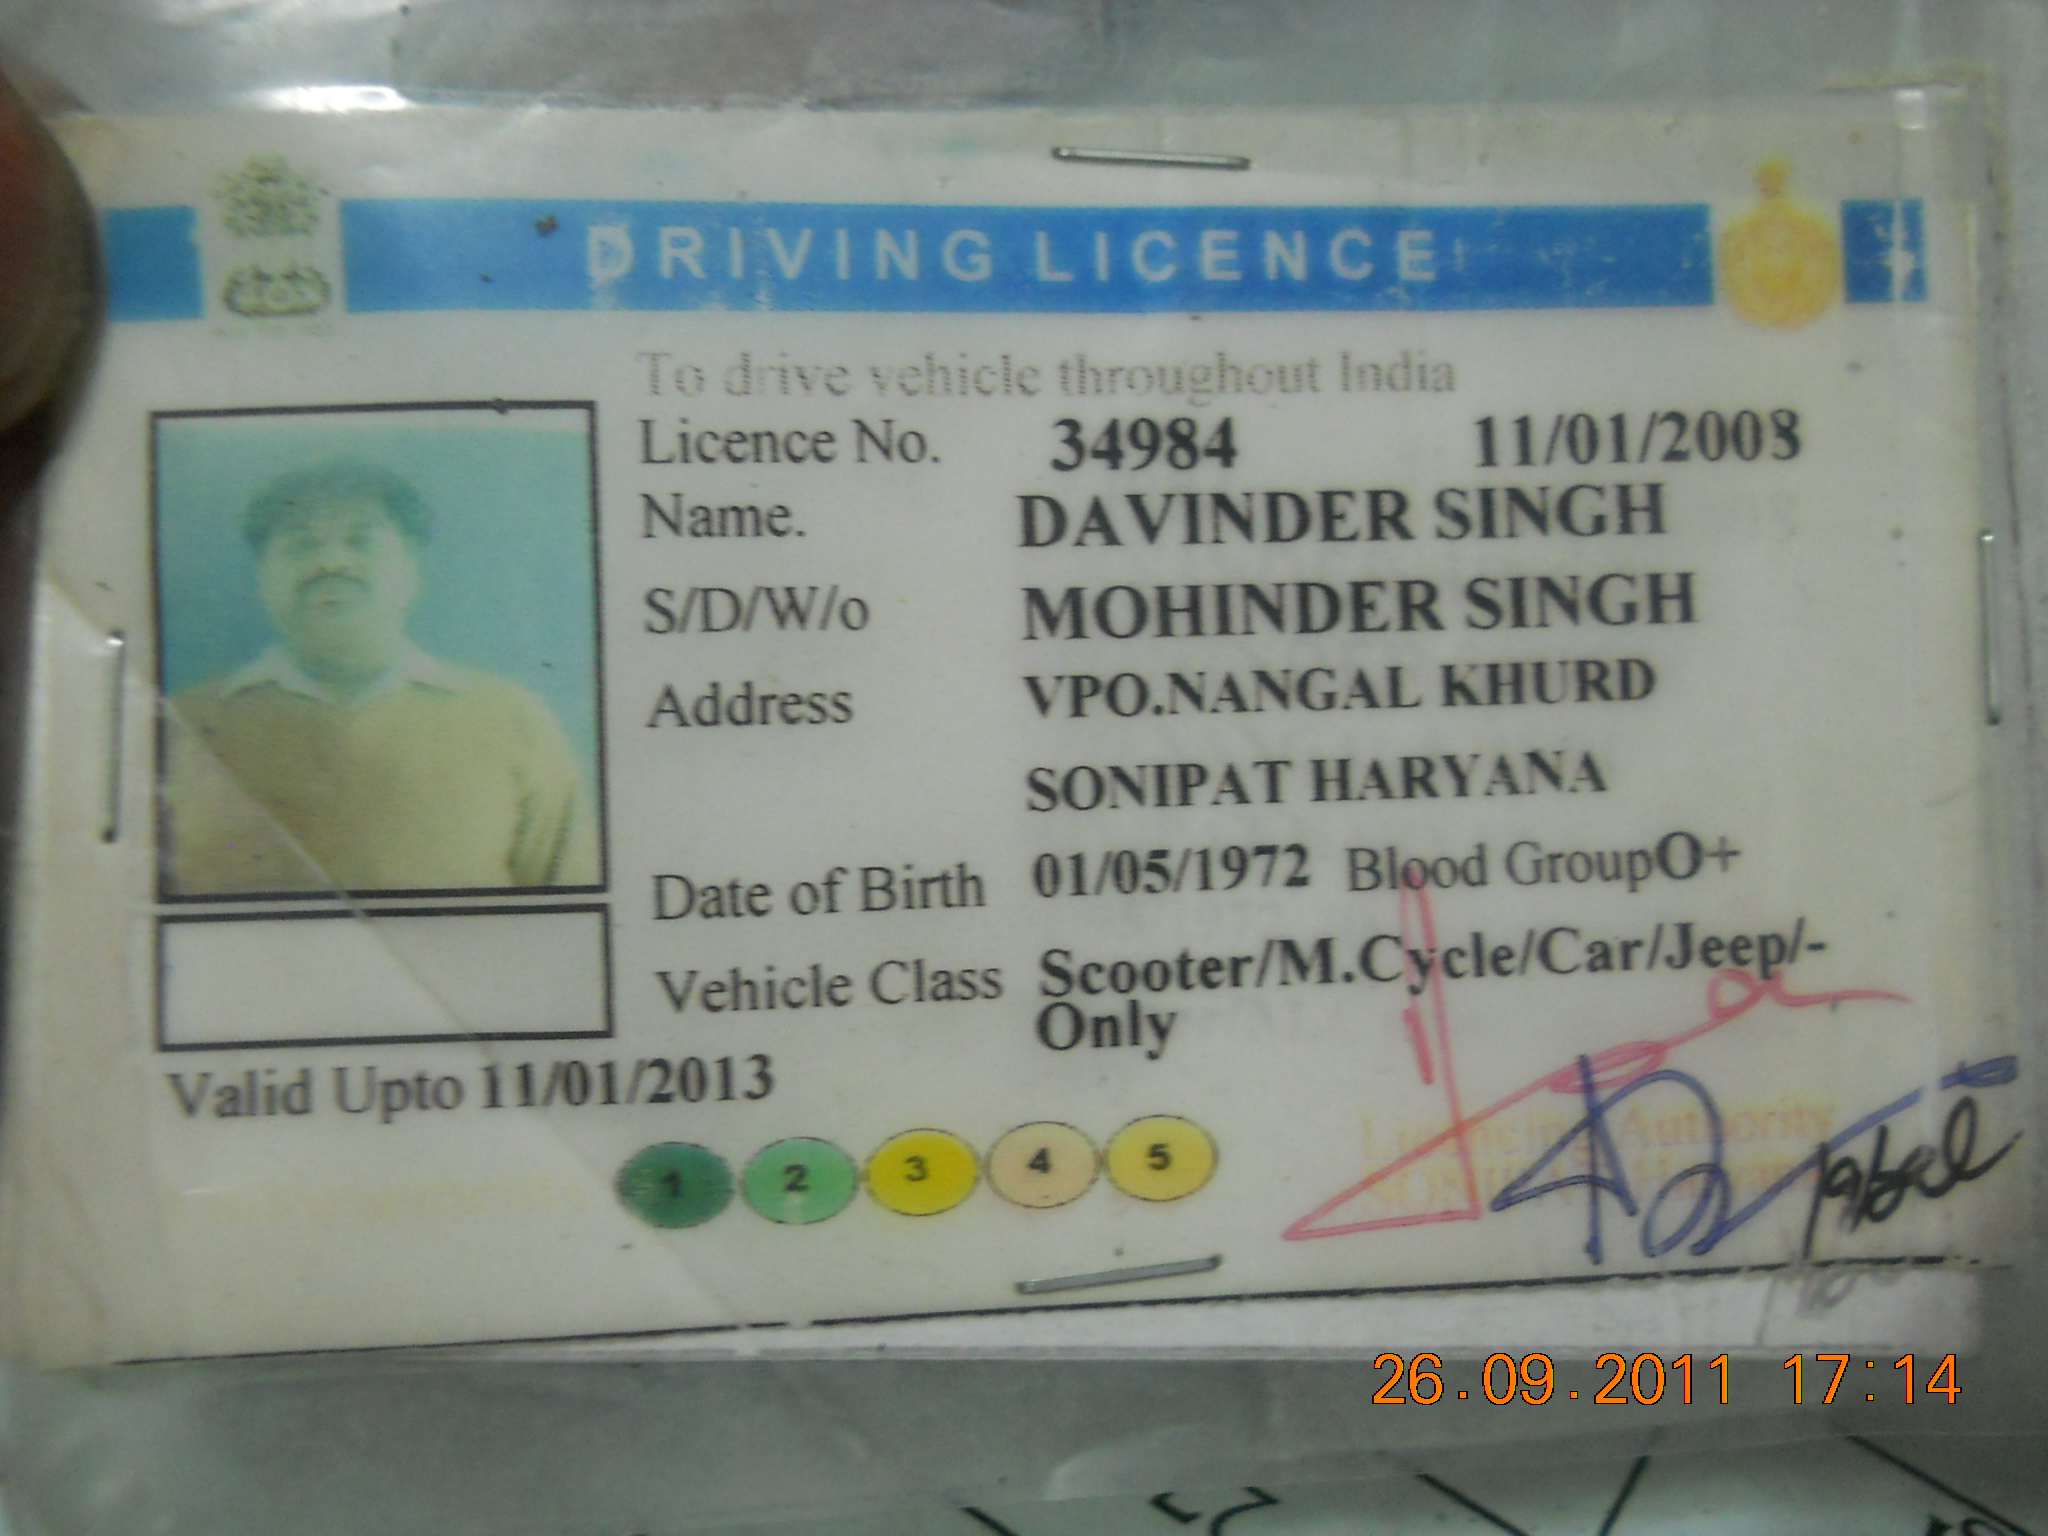 DRIVING LICENCE
To drive vehicle throughout India
Licence No. 34984 11/01/2008
Name. DAVINDER SINGH
S/D/W/o MOHINDER SINGH
Address VPO.NANGAL KHURD
SONIPAT HARYANA
Date of Birth 01/05/1972 Blood GroupO+
Vehicle Class Scooter/M.Cycle/Car/Jeep/-
Only
Valid Upto 11/01/2013
Licencing Authority
1 2 3 4 5
26.09.2011 17:14